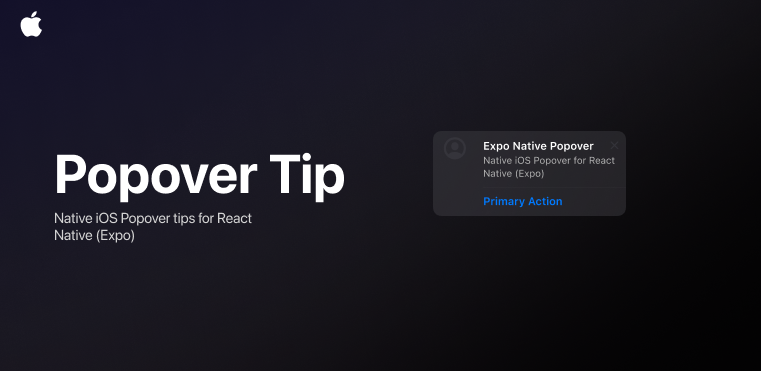 Popover Tip
Native iOS Popover tips for React
Native (Expo)
Expo Native Popover
Native iOS Popover for React
Native (Expo)
Primary Action